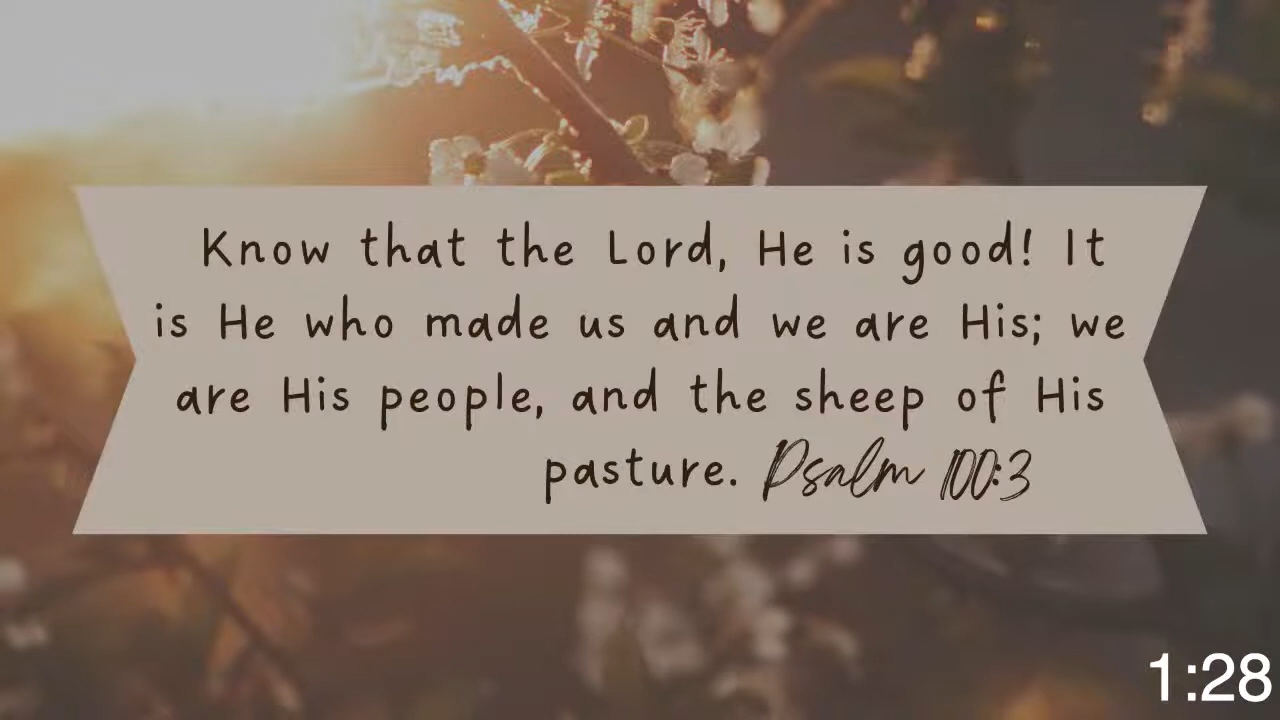 Know that the Lord, He is good! It
is He who made us and we are His; we
are His people, and the sheep of His
pasture. Psalm 100:3
1:28